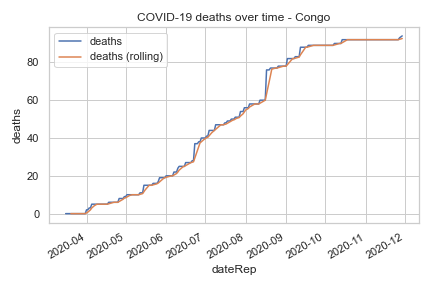 COVID-19 deaths over time - Congo
deaths
deaths (rolling)
80
60
40
20
0
deaths
2020-04
2020-05
2020-06
2020-07
2020-08
2020-09
2020-10
2020-11
2020-12
dateRep